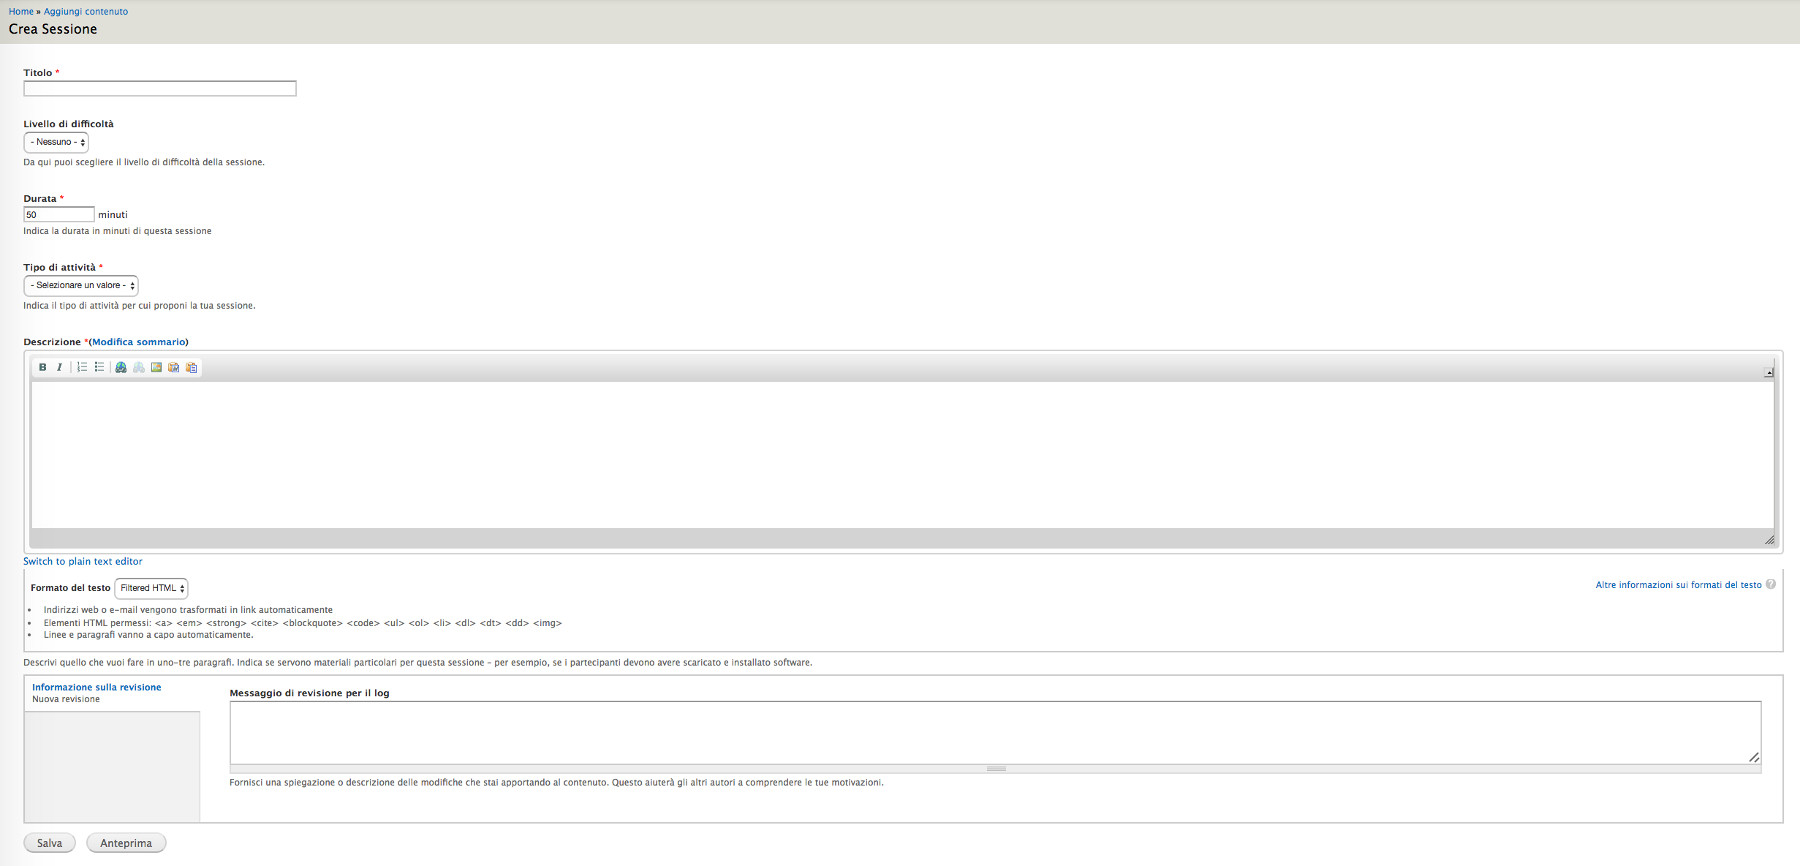 Home » Aggiungi contenuto
Crea Sessione
Titolo *
Livello di difficoltà
- Nessuno -
Da qui puoi scegliere il livello di difficoltà della sessione.
Durata *
50 minuti
Indica la durata in minuti di questa sessione
Tipo di attività *
- Selezionare un valore -
Indica il tipo di attività per cui proponi la tua sessione.
Descrizione *(Modifica sommario)
B I
Switch to plain text editor
Formato del testo Filtered HTML
Altre informazioni sui formati del testo ?
• Indirizzi web o e-mail vengono trasformati in link automaticamente
• Elementi HTML permessi: <a> <em> <strong> <cite> <blockquote> <code> <ul> <ol> <li> <dl> <dt> <dd> <img>
• Linee e paragrafi vanno a capo automaticamente.
Descrivi quello che vuoi fare in uno-tre paragrafi. Indica se servono materiali particolari per questa sessione - per esempio, se i partecipanti devono avere scaricato e installato software.
Informazione sulla revisione
Nuova revisione
Messaggio di revisione per il log
Fornisci una spiegazione o descrizione delle modifiche che stai apportando al contenuto. Questo aiuterà gli altri autori a comprendere le tue motivazioni.
Salva Anteprima